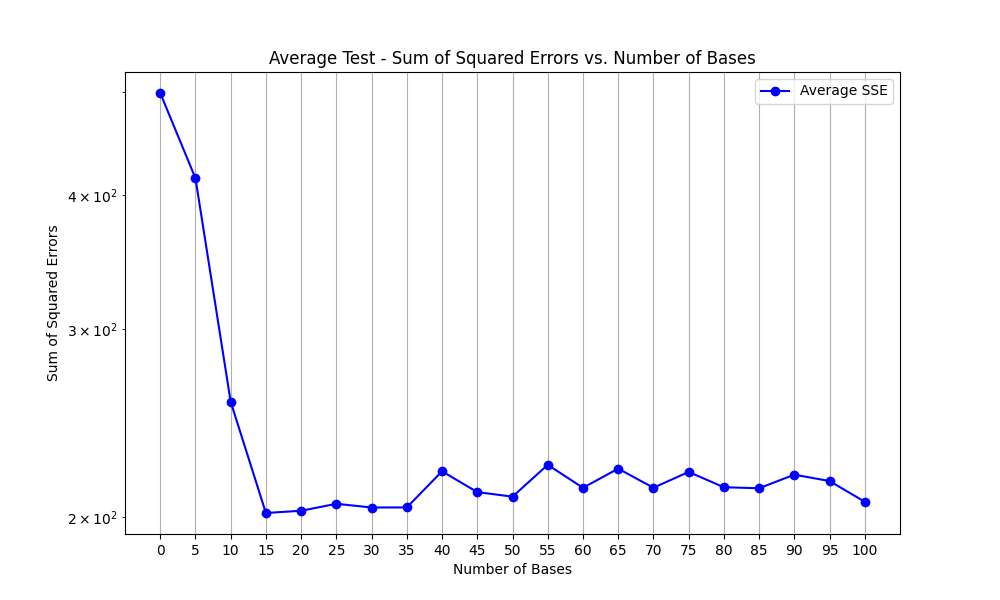 Average Test - Sum of Squared Errors vs. Number of Bases
Average SSE
Sum of Squared Errors
4 × 10²
3 × 10²
2 × 10²
0 5 10 15 20 25 30 35 40 45 50 55 60 65 70 75 80 85 90 95 100
Number of Bases